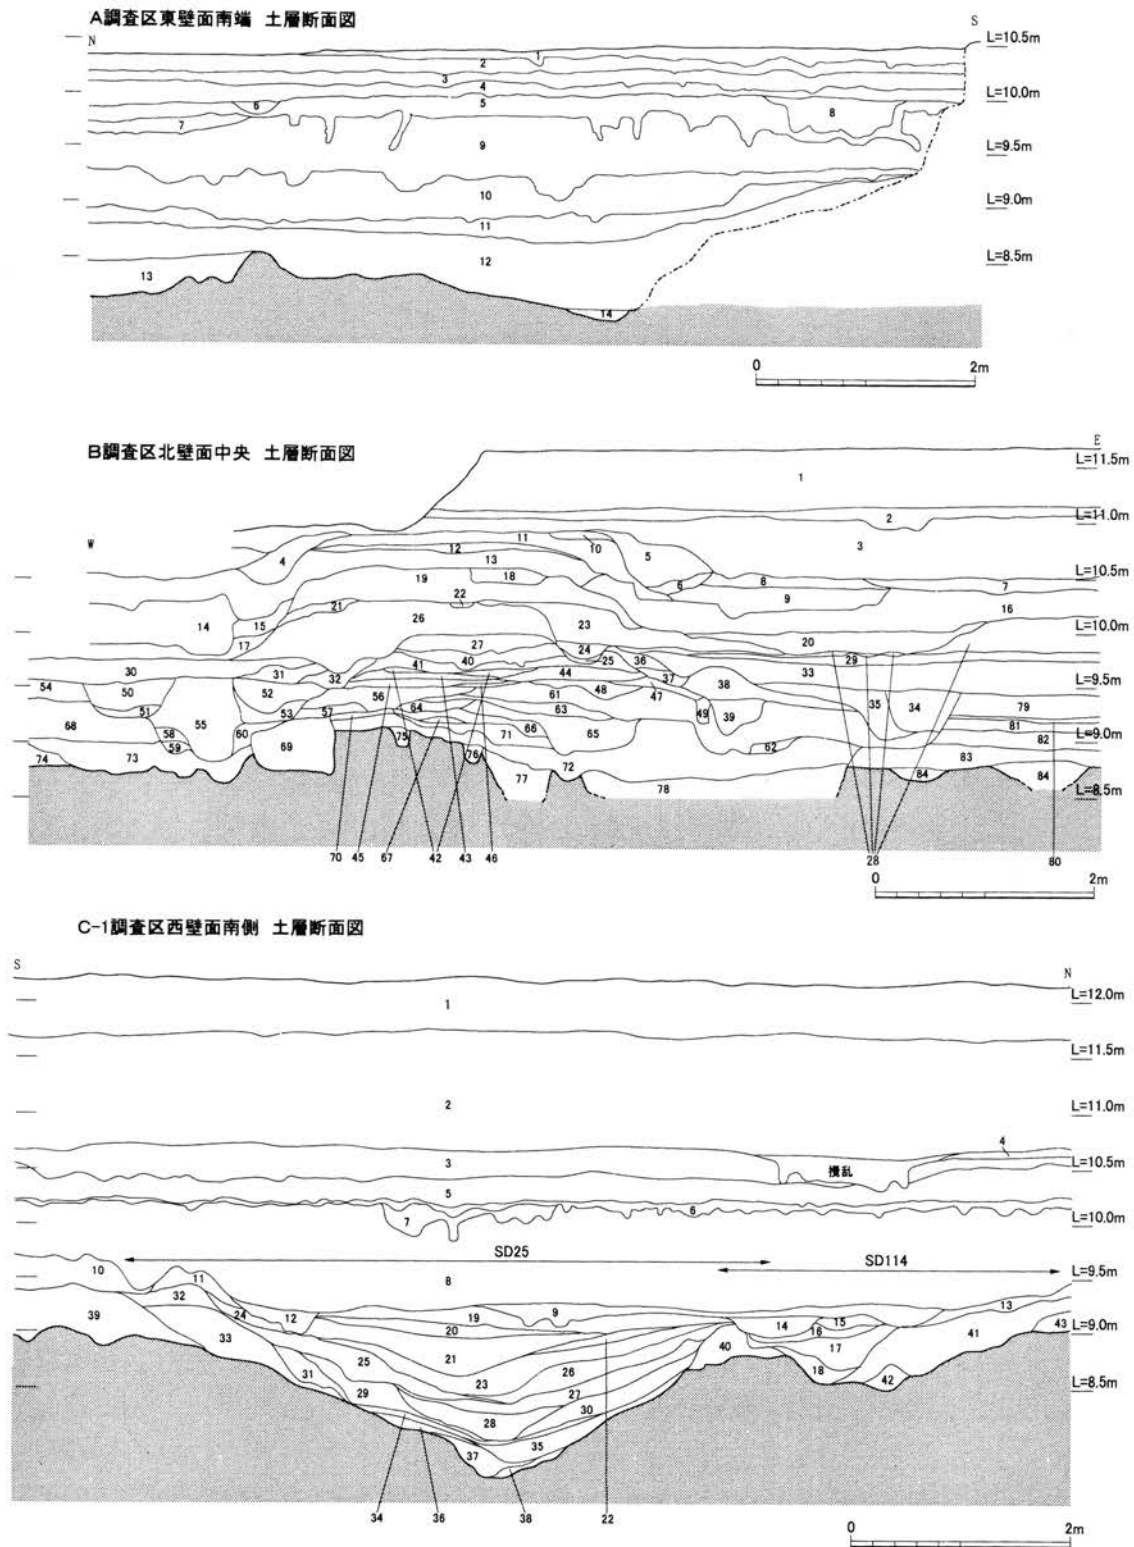 A調査区東壁面南端 土層断面図
N S
L=10.5m
1
2
3
4
L=10.0m
5
6
8
7
9
L=9.5m
10
L=9.0m
11
L=8.5m
12
13
14
0 2m
B調査区北壁面中央 土層断面図
E
L=11.5m
1
2
L=11.0m
3
W
11 10 5
4 12 13
L=10.5m
19 18 6 8 7
9
21 22 16
14 15 26 23
L=10.0m
17 27 24 20
30 31 32 41 40 25 36 29 33
44 37
L=9.5m
54 50 52 56 61 48 47 38 35 34 79
51 53 57 64 63 49 39 81
68 55 58 60 71 66 65
L=9.0m
59 69 75 76 62 82
74 73 72 83
77 78 84 84
L=8.5m
70 45 67 42 43 46 28 80
0 2m
C-1調査区西壁面南側 土層断面図
S N
L=12.0m
1
L=11.5m
2
L=11.0m
4
3 攪乱
L=10.5m
5
6
7
L=10.0m
SD25 SD114
10 11 8
L=9.5m
32 24 12 19 9 13
39 33 20 14 15 16 41 43
L=9.0m
25 21 26 40 17
31 29 23 27 18 42
L=8.5m
28 30
37 35
34 36 38 22
0 2m